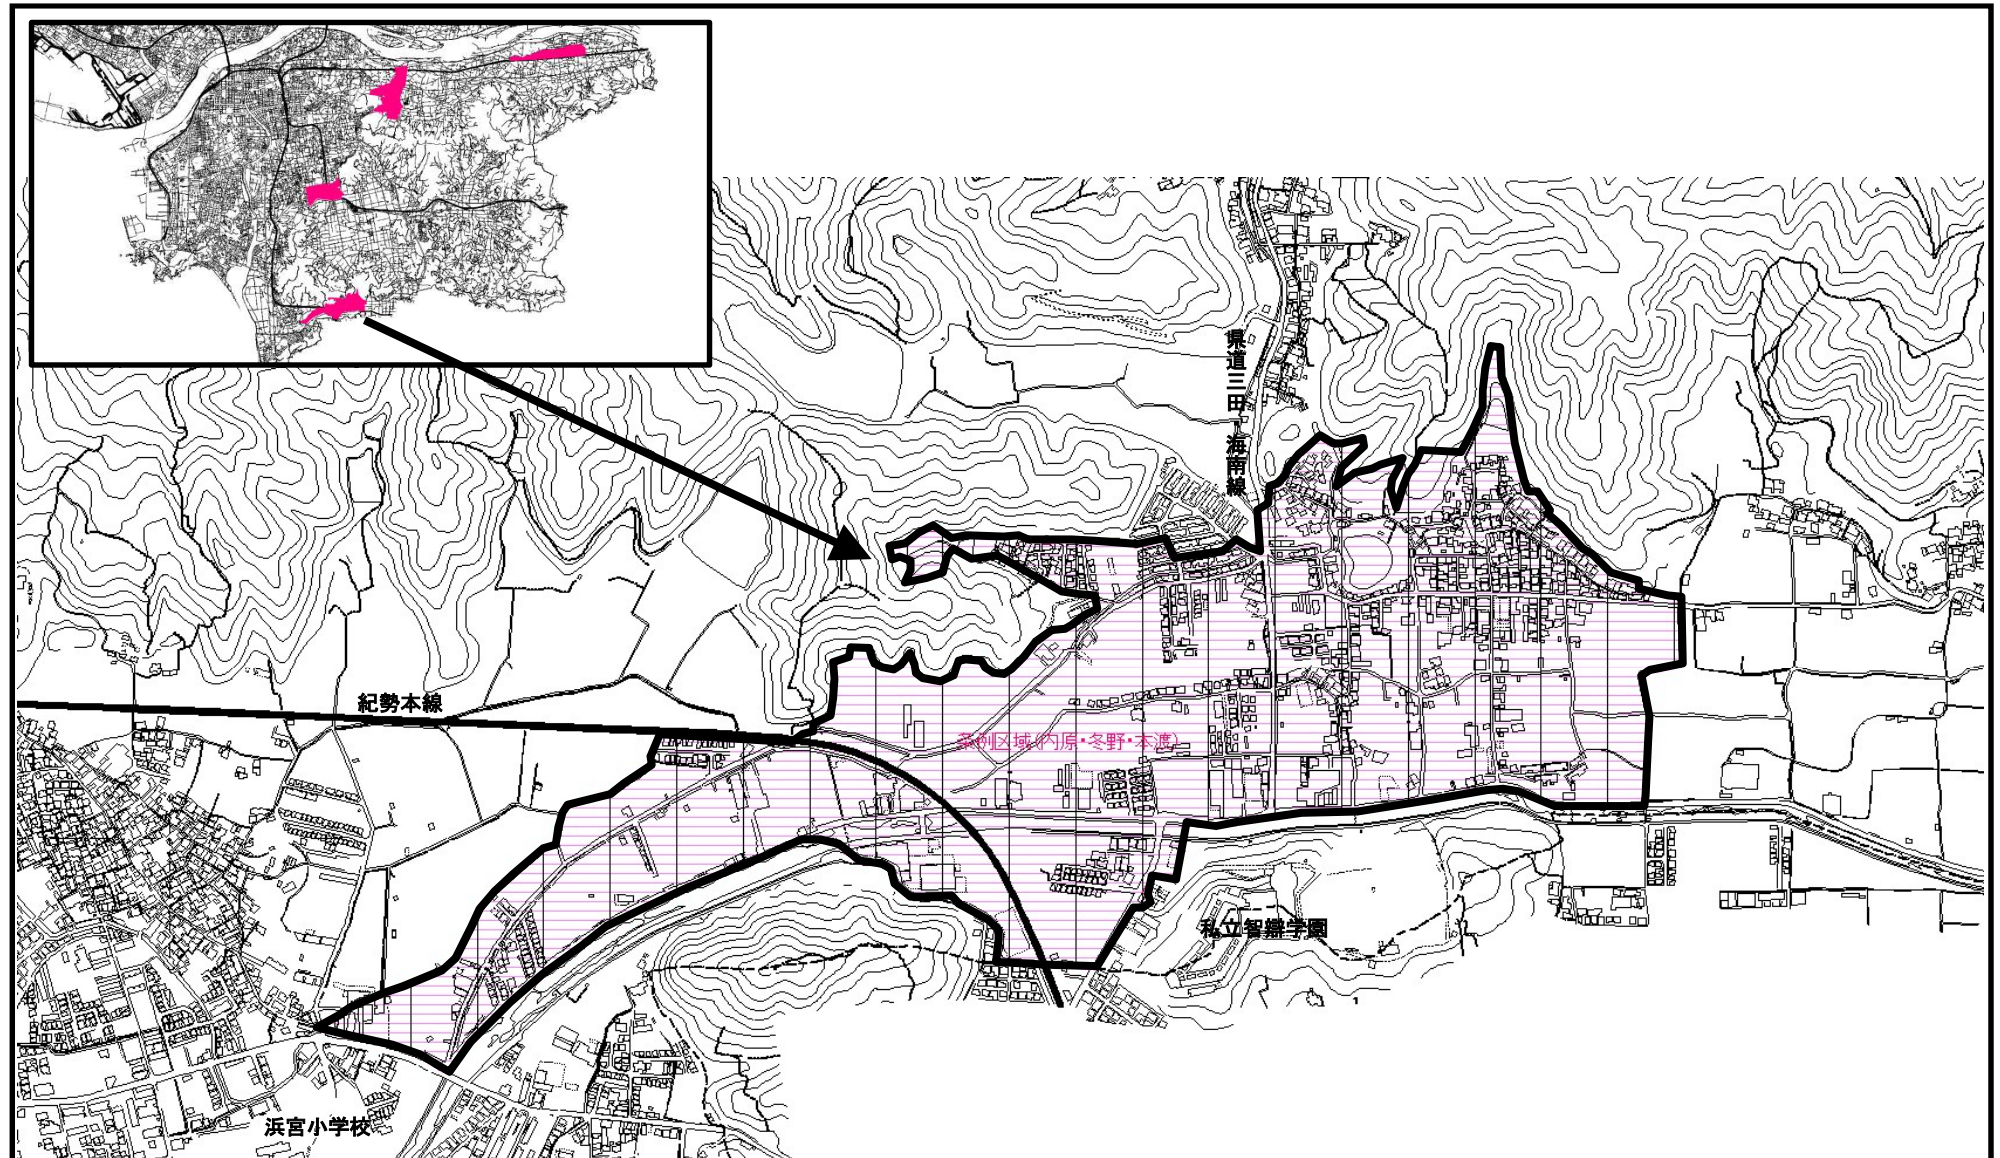 県道三田・海南線
紀勢本線
条例区域(内原・冬野・本渡)
私立智辯学園
浜宮小学校